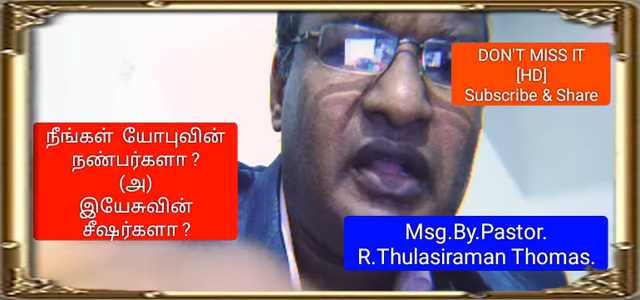 DON'T MISS IT
[HD]
Subscribe & Share
நீங்கள் யோபுவின்
நண்பர்களா ?
(அ)
இயேசுவின்
சீஷர்களா ?
Msg.By.Pastor.
R.Thulasiraman Thomas.